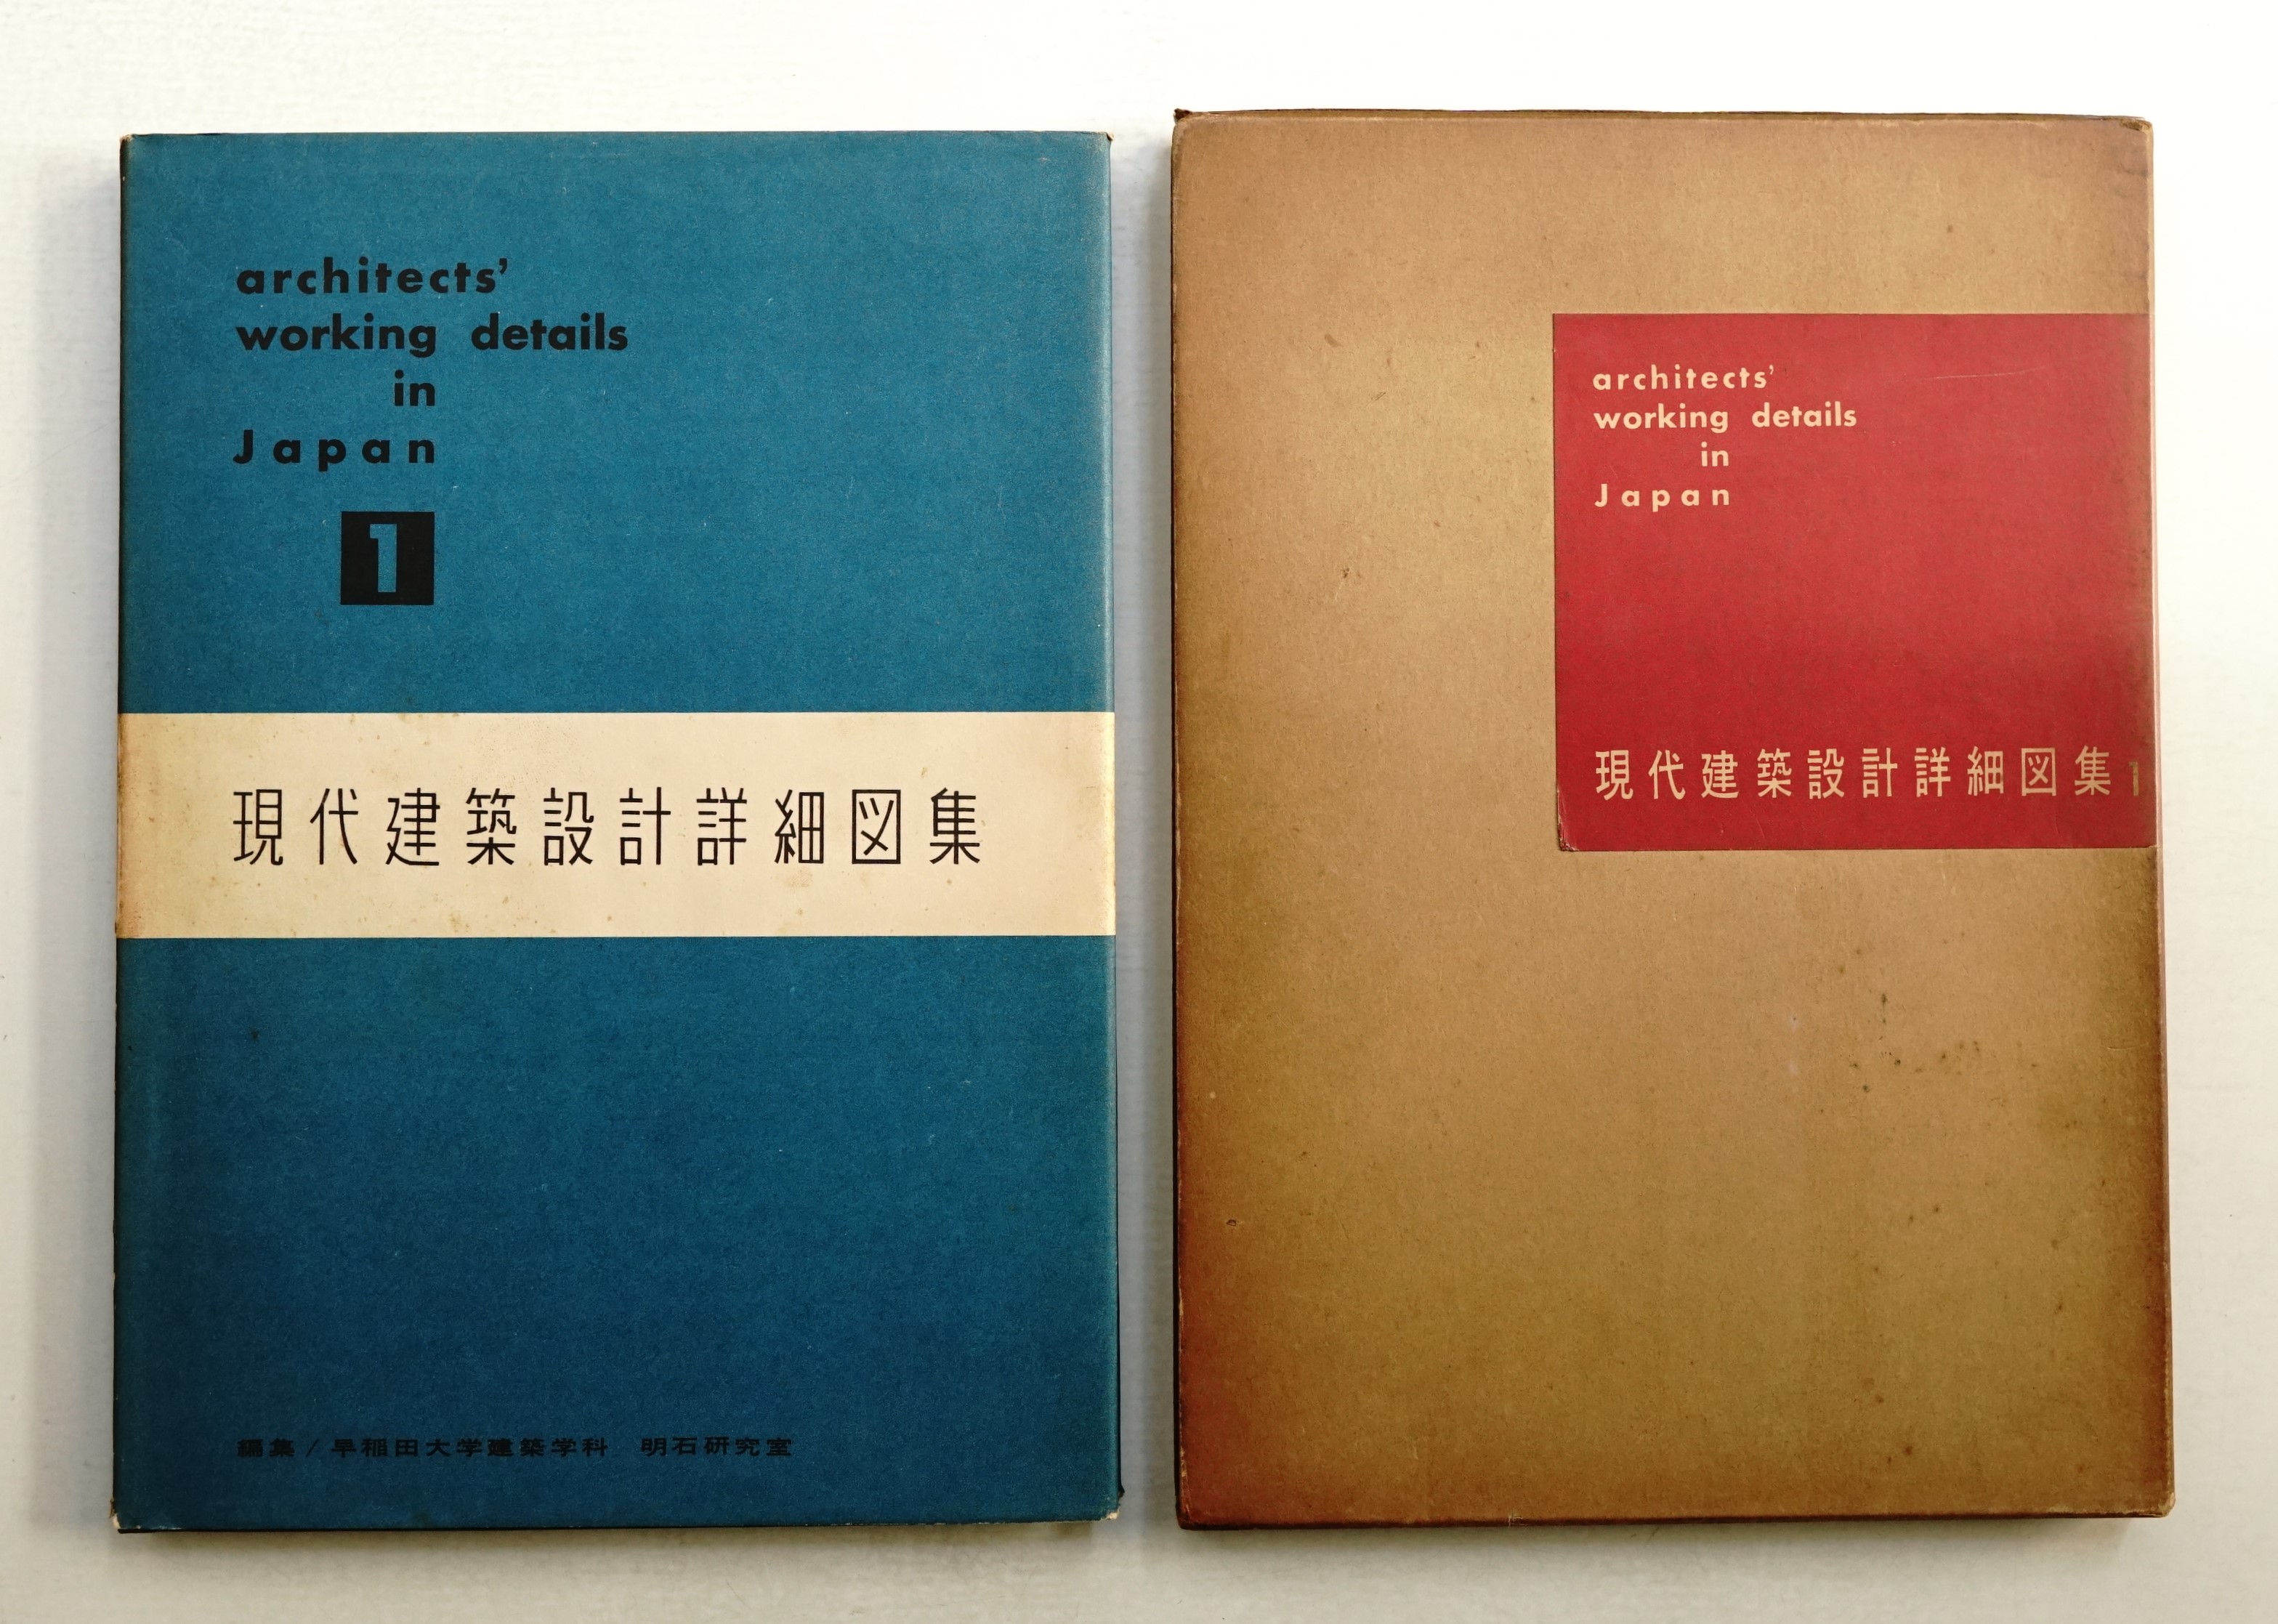 architects'
working details
in
Japan
1
現代建築設計詳細図集
編集/早稲田大学建築学科 明石研究室
architects'
working details
in
Japan
現代建築設計詳細図集1